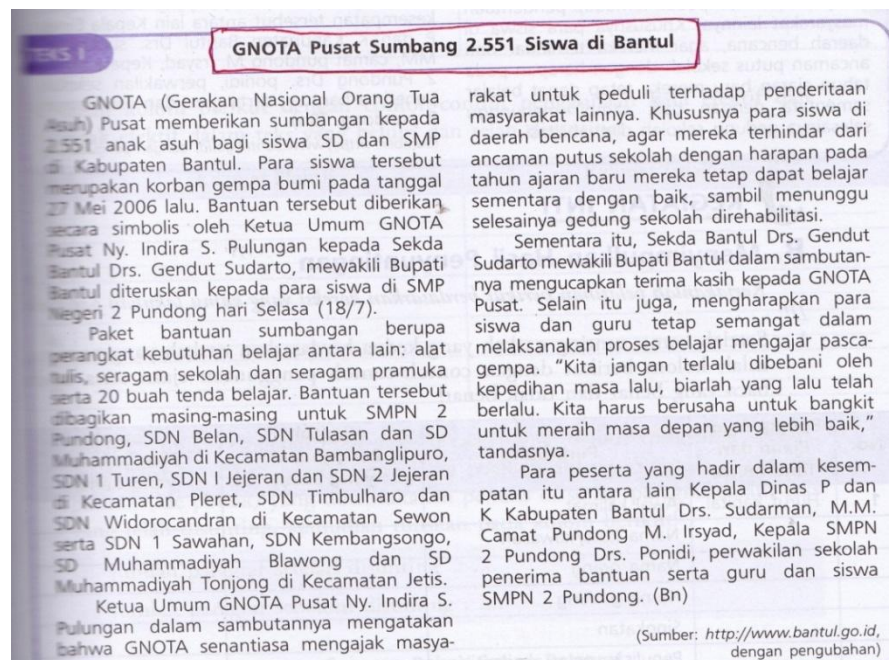 TEKS I
GNOTA Pusat Sumbang 2.551 Siswa di Bantul
GNOTA (Gerakan Nasional Orang Tua
Asuh) Pusat memberikan sumbangan kepada
2.551 anak asuh bagi siswa SD dan SMP
di Kabupaten Bantul. Para siswa tersebut
merupakan korban gempa bumi pada tanggal
27 Mei 2006 lalu. Bantuan tersebut diberikan
secara simbolis oleh Ketua Umum GNOTA
Pusat Ny. Indira S. Pulungan kepada Sekda
Bantul Drs. Gendut Sudarto, mewakili Bupati
Bantul diteruskan kepada para siswa di SMP
Negeri 2 Pundong hari Selasa (18/7).
Paket bantuan sumbangan berupa
perangkat kebutuhan belajar antara lain: alat
tulis, seragam sekolah dan seragam pramuka
serta 20 buah tenda belajar. Bantuan tersebut
dibagikan masing-masing untuk SMPN 2
Pundong, SDN Belan, SDN Tulasan dan SD
Muhammadiyah di Kecamatan Bambanglipuro,
SDN 1 Turen, SDN I Jejeran dan SDN 2 Jejeran
di Kecamatan Pleret, SDN Timbulharo dan
SDN Widorocandran di Kecamatan Sewon
serta SDN 1 Sawahan, SDN Kembangsongo,
SD Muhammadiyah Blawong dan SD
Muhammadiyah Tonjong di Kecamatan Jetis.
Ketua Umum GNOTA Pusat Ny. Indira S.
Pulungan dalam sambutannya mengatakan
bahwa GNOTA senantiasa mengajak masya-
rakat untuk peduli terhadap penderitaan
masyarakat lainnya. Khususnya para siswa di
daerah bencana, agar mereka terhindar dari
ancaman putus sekolah dengan harapan pada
tahun ajaran baru mereka tetap dapat belajar
sementara dengan baik, sambil menunggu
selesainya gedung sekolah direhabilitasi.
Sementara itu, Sekda Bantul Drs. Gendut
Sudarto mewakili Bupati Bantul dalam sambutan-
nya mengucapkan terima kasih kepada GNOTA
Pusat. Selain itu juga, mengharapkan para
siswa dan guru tetap semangat dalam
melaksanakan proses belajar mengajar pasca-
gempa. "Kita jangan terlalu dibebani oleh
kepedihan masa lalu, biarlah yang lalu telah
berlalu. Kita harus berusaha untuk bangkit
untuk meraih masa depan yang lebih baik,"
tandasnya.
Para peserta yang hadir dalam kesem-
patan itu antara lain Kepala Dinas P dan
K Kabupaten Bantul Drs. Sudarman, M.M.
Camat Pundong M. Irsyad, Kepala SMPN
2 Pundong Drs. Ponidi, perwakilan sekolah
penerima bantuan serta guru dan siswa
SMPN 2 Pundong. (Bn)
(Sumber: http://www.bantul.go.id,
dengan pengubahan)